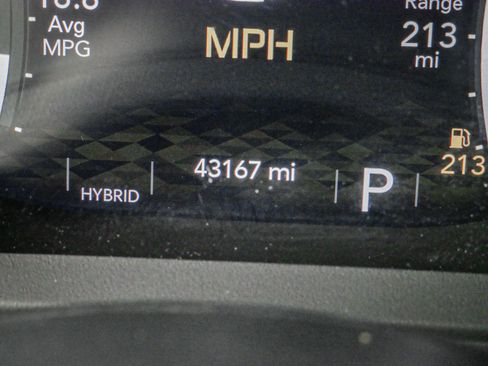 Avg
MPG
MPH
Range
213
mi
213
HYBRID
43167 mi
P